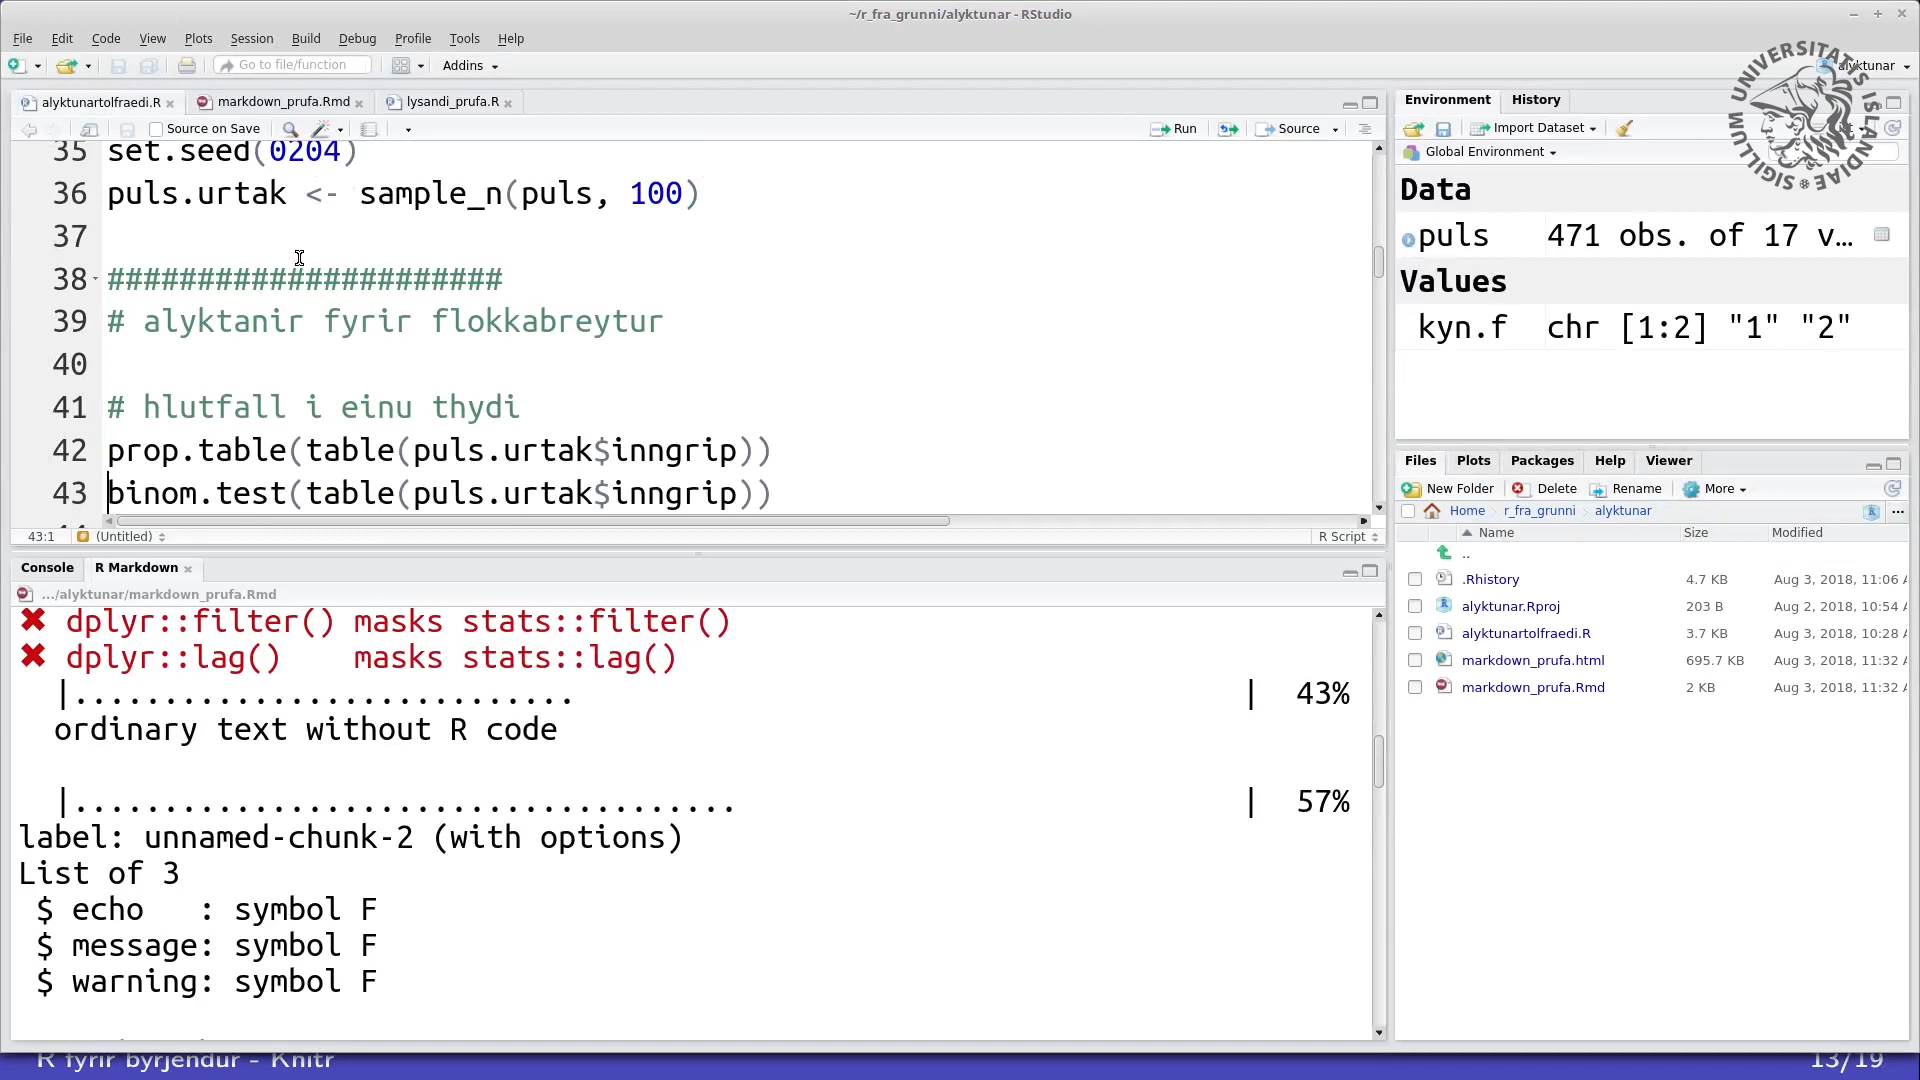 ~/r_fra_grunni/alyktunar - RStudio
File Edit Code View Plots Session Build Debug Profile Tools Help
Go to file/function Addins alyktunar
alyktunartolfraedi.R markdown_prufa.Rmd lysandi_prufa.R
Source on Save Run Source
35 set.seed(0204)
36 puls.urtak <- sample_n(puls, 100)
37
38 ######################
39 # alyktanir fyrir flokkabreytur
40
41 # hlutfall i einu thydi
42 prop.table(table(puls.urtak$inngrip))
43 binom.test(table(puls.urtak$inngrip))
43:1 (Untitled) R Script
Console R Markdown
.../alyktunar/markdown_prufa.Rmd
✖ dplyr::filter() masks stats::filter()
✖ dplyr::lag()    masks stats::lag()
|............................ | 43%
ordinary text without R code
|..................................... | 57%
label: unnamed-chunk-2 (with options)
List of 3
$ echo   : symbol F
$ message: symbol F
$ warning: symbol F
Environment History
Import Dataset
Global Environment
Data
puls 471 obs. of 17 v…
Values
kyn.f chr [1:2] "1" "2"
UNIVERSITATIS ISLANDIAE SIGILLUM
Files Plots Packages Help Viewer
New Folder Delete Rename More
Home r_fra_grunni alyktunar ...
Name Size Modified
..
.Rhistory 4.7 KB Aug 3, 2018, 11:06
alyktunar.Rproj 203 B Aug 2, 2018, 10:54
alyktunartolfraedi.R 3.7 KB Aug 3, 2018, 10:28
markdown_prufa.html 695.7 KB Aug 3, 2018, 11:32
markdown_prufa.Rmd 2 KB Aug 3, 2018, 11:32
R fyrir byrjendur - Knitr 13/19